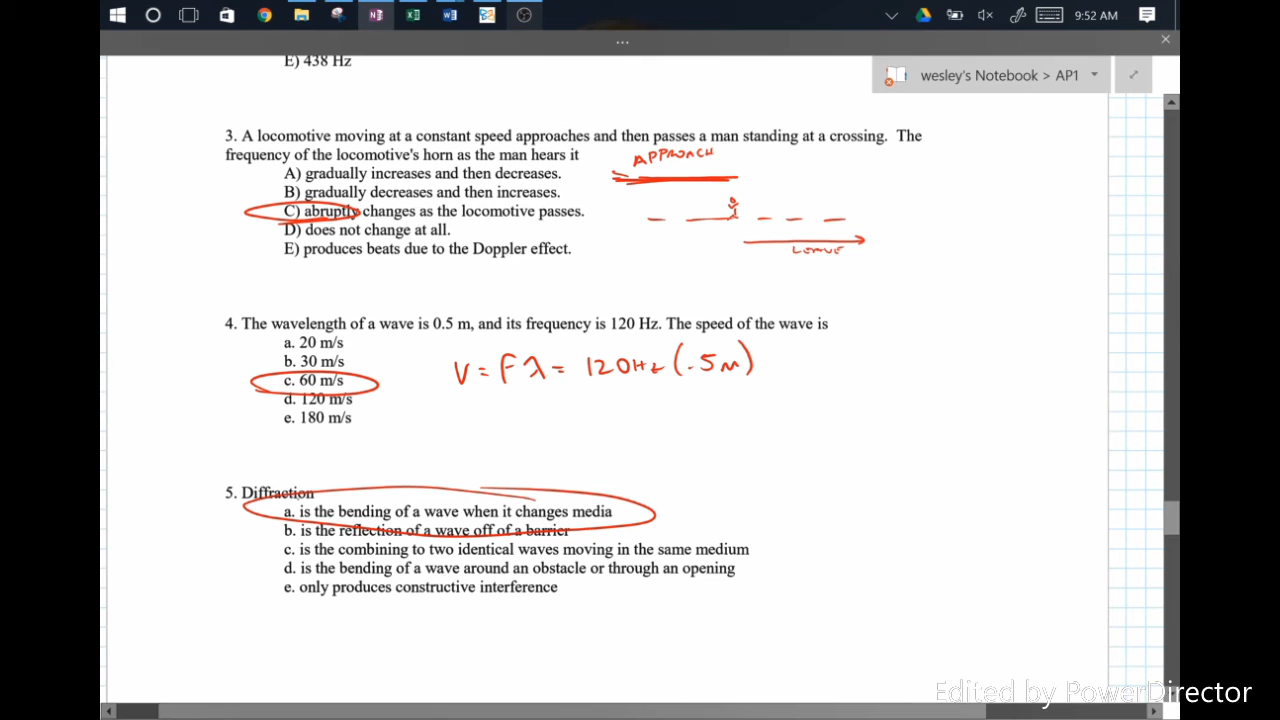 9:52 AM
...
E) 438 Hz
wesley's Notebook > AP1
3. A locomotive moving at a constant speed approaches and then passes a man standing at a crossing. The
frequency of the locomotive's horn as the man hears it
APPROACH
A) gradually increases and then decreases.
B) gradually decreases and then increases.
C) abruptly changes as the locomotive passes.
D) does not change at all.
E) produces beats due to the Doppler effect.
LEAVE
4. The wavelength of a wave is 0.5 m, and its frequency is 120 Hz. The speed of the wave is
a. 20 m/s
b. 30 m/s
c. 60 m/s
d. 120 m/s
e. 180 m/s
V = Fλ = 120Hz (.5m)
5. Diffraction
a. is the bending of a wave when it changes media
b. is the reflection of a wave off of a barrier
c. is the combining to two identical waves moving in the same medium
d. is the bending of a wave around an obstacle or through an opening
e. only produces constructive interference
Edited by PowerDirector